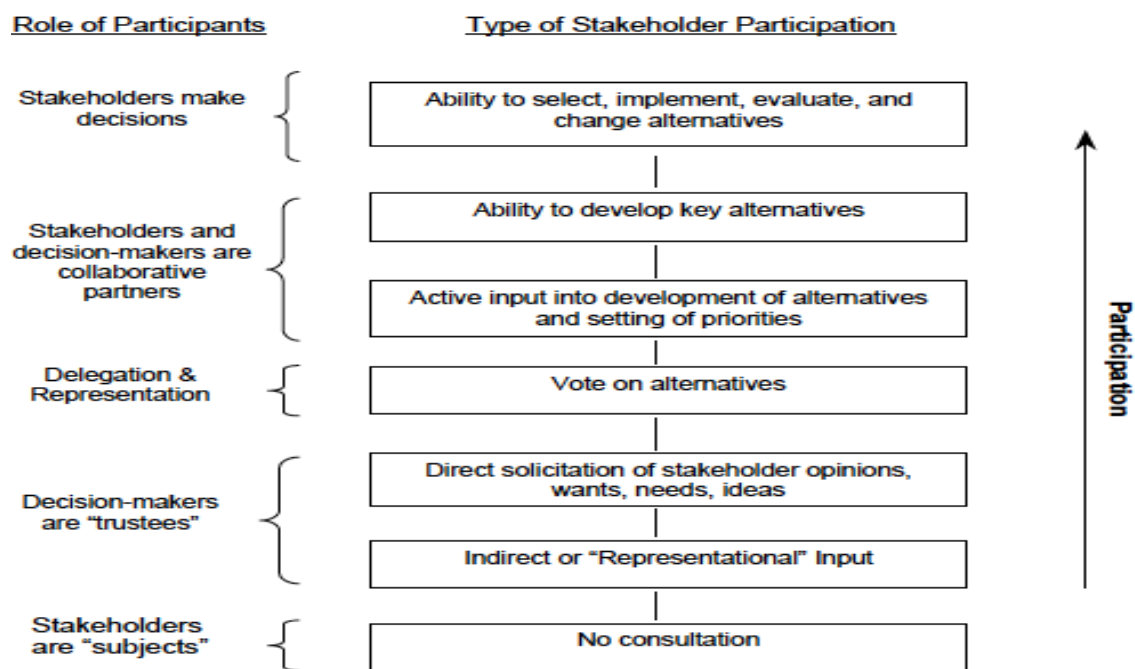 Role of Participants
Type of Stakeholder Participation
Stakeholders make
decisions
Ability to select, implement, evaluate, and
change alternatives
Stakeholders and
decision-makers are
collaborative
partners
Ability to develop key alternatives
Active input into development of alternatives
and setting of priorities
Delegation &
Representation
Vote on alternatives
Decision-makers
are “trustees”
Direct solicitation of stakeholder opinions,
wants, needs, ideas
Indirect or “Representational” Input
Stakeholders
are “subjects”
No consultation
Participation